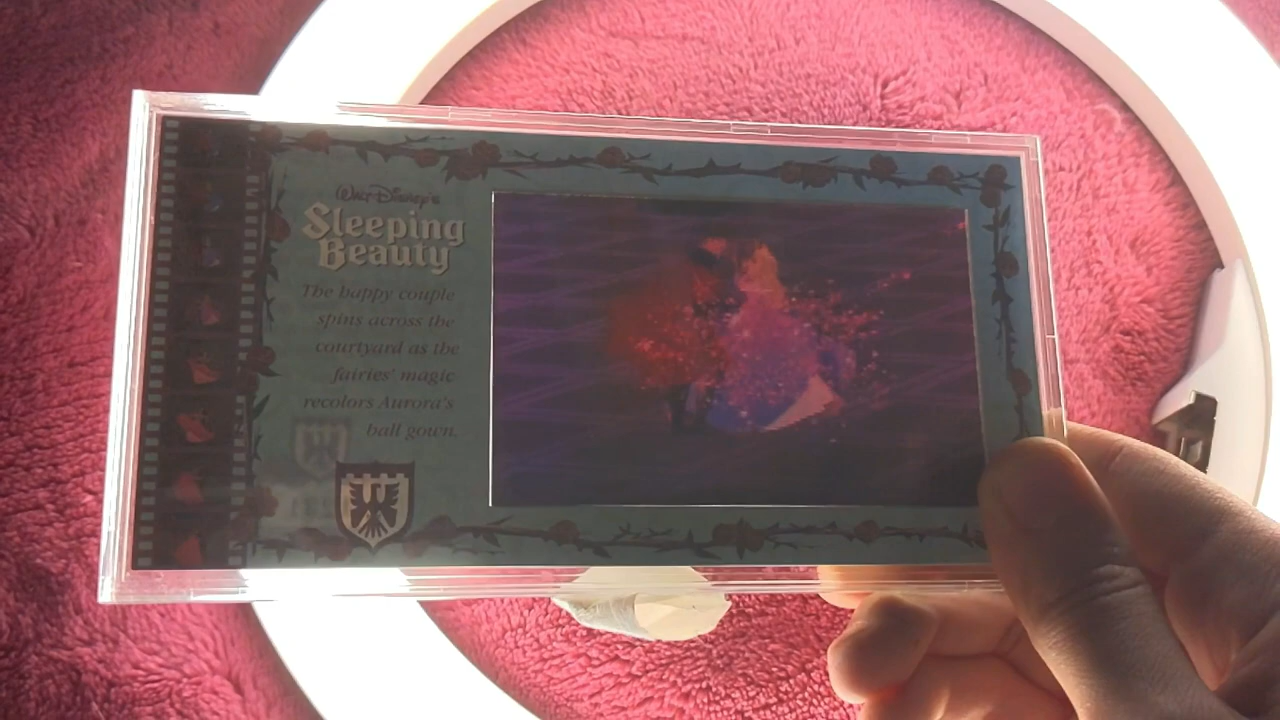 Walt Disney's
Sleeping
Beauty
The happy couple
spins across the
courtyard as the
fairies' magic
recolors Aurora's
ball gown.